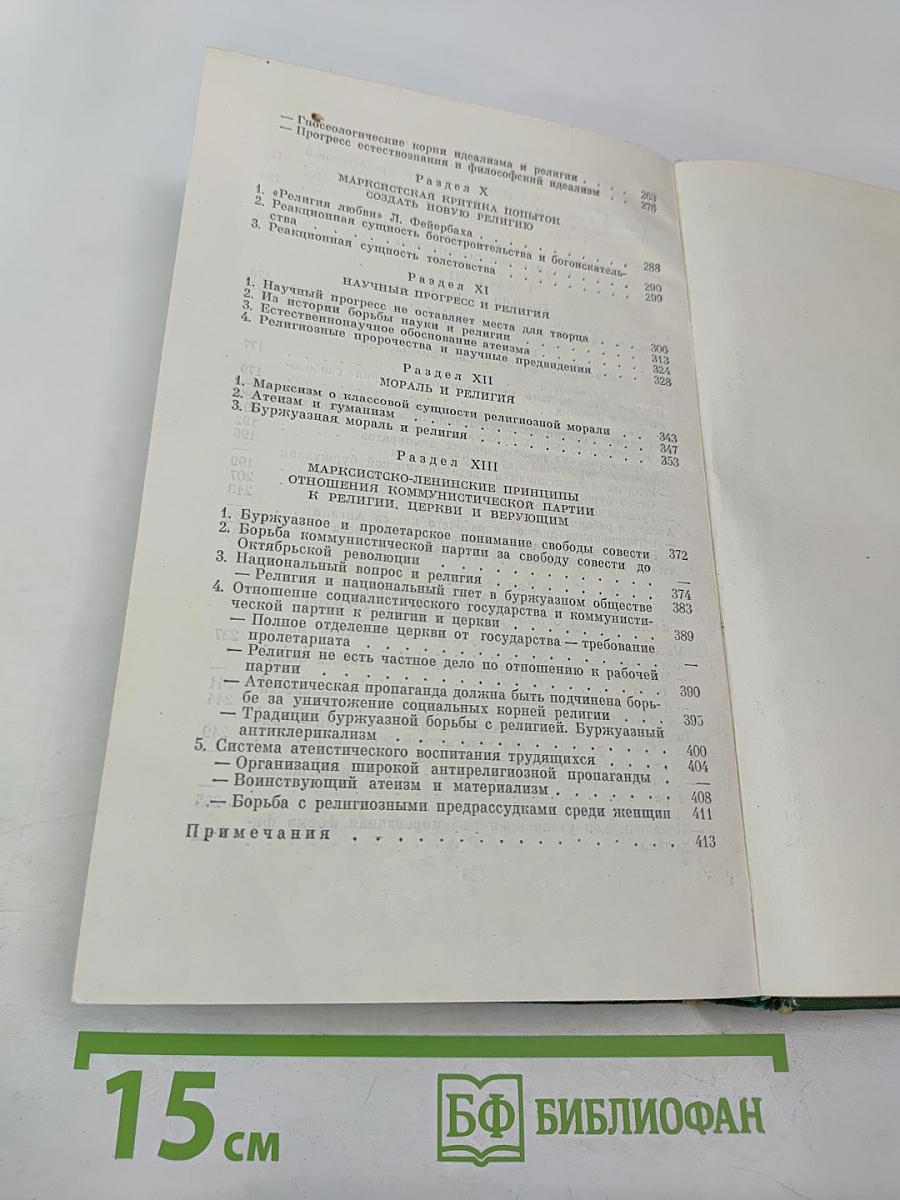 — Гносеологические корни идеализма и религии . . . . 263
— Прогресс естествознания и философский идеализм . . 276
Раздел X
МАРКСИСТСКАЯ КРИТИКА ПОПЫТОК
СОЗДАТЬ НОВУЮ РЕЛИГИЮ
1. «Религия любви» Л. Фейербаха . . . . . . . . . . 288
2. Реакционная сущность богостроительства и богоискатель-
ства . . . . . . . . . . . . . . . . 290
3. Реакционная сущность толстовства . . . . . . . . . 299
Раздел XI
НАУЧНЫЙ ПРОГРЕСС И РЕЛИГИЯ
1. Научный прогресс не оставляет места для творца . . . 306
2. Из истории борьбы науки и религии . . . . . . . . 313
3. Естественнонаучное обоснование атеизма . . . . . . . 324
4. Религиозные пророчества и научные предвидения . . . 328
Раздел XII
МОРАЛЬ И РЕЛИГИЯ
1. Марксизм о классовой сущности религиозной морали . . 343
2. Атеизм и гуманизм . . . . . . . . . . . . . 347
3. Буржуазная мораль и религия . . . . . . . . . . 353
Раздел XIII
МАРКСИСТСКО-ЛЕНИНСКИЕ ПРИНЦИПЫ
ОТНОШЕНИЯ КОММУНИСТИЧЕСКОЙ ПАРТИИ
К РЕЛИГИИ, ЦЕРКВИ И ВЕРУЮЩИМ
1. Буржуазное и пролетарское понимание свободы совести 372
2. Борьба коммунистической партии за свободу совести до
Октябрьской революции . . . . . . . . . . . . —
3. Национальный вопрос и религия . . . . . . . . . 374
— Религия и национальный гнет в буржуазном обществе 383
4. Отношение социалистического государства и коммунисти-
ческой партии к религии и церкви . . . . . . . . 389
— Полное отделение церкви от государства — требование
пролетариата . . . . . . . . . . . . . . . —
— Религия не есть частное дело по отношению к рабочей
партии . . . . . . . . . . . . . . . . . 390
— Атеистическая пропаганда должна быть подчинена борь-
бе за уничтожение социальных корней религии . . . . 395
— Традиции буржуазной борьбы с религией. Буржуазный
антиклерикализм . . . . . . . . . . . . . . 400
5. Система атеистического воспитания трудящихся . . . . 404
— Организация широкой антирелигиозной пропаганды . —
— Воинствующий атеизм и материализм . . . . . . . 408
— Борьба с религиозными предрассудками среди женщин 411
Примечания . . . . . . . . . . . . . . . . 413
15 см
БФ БИБЛИОФАН